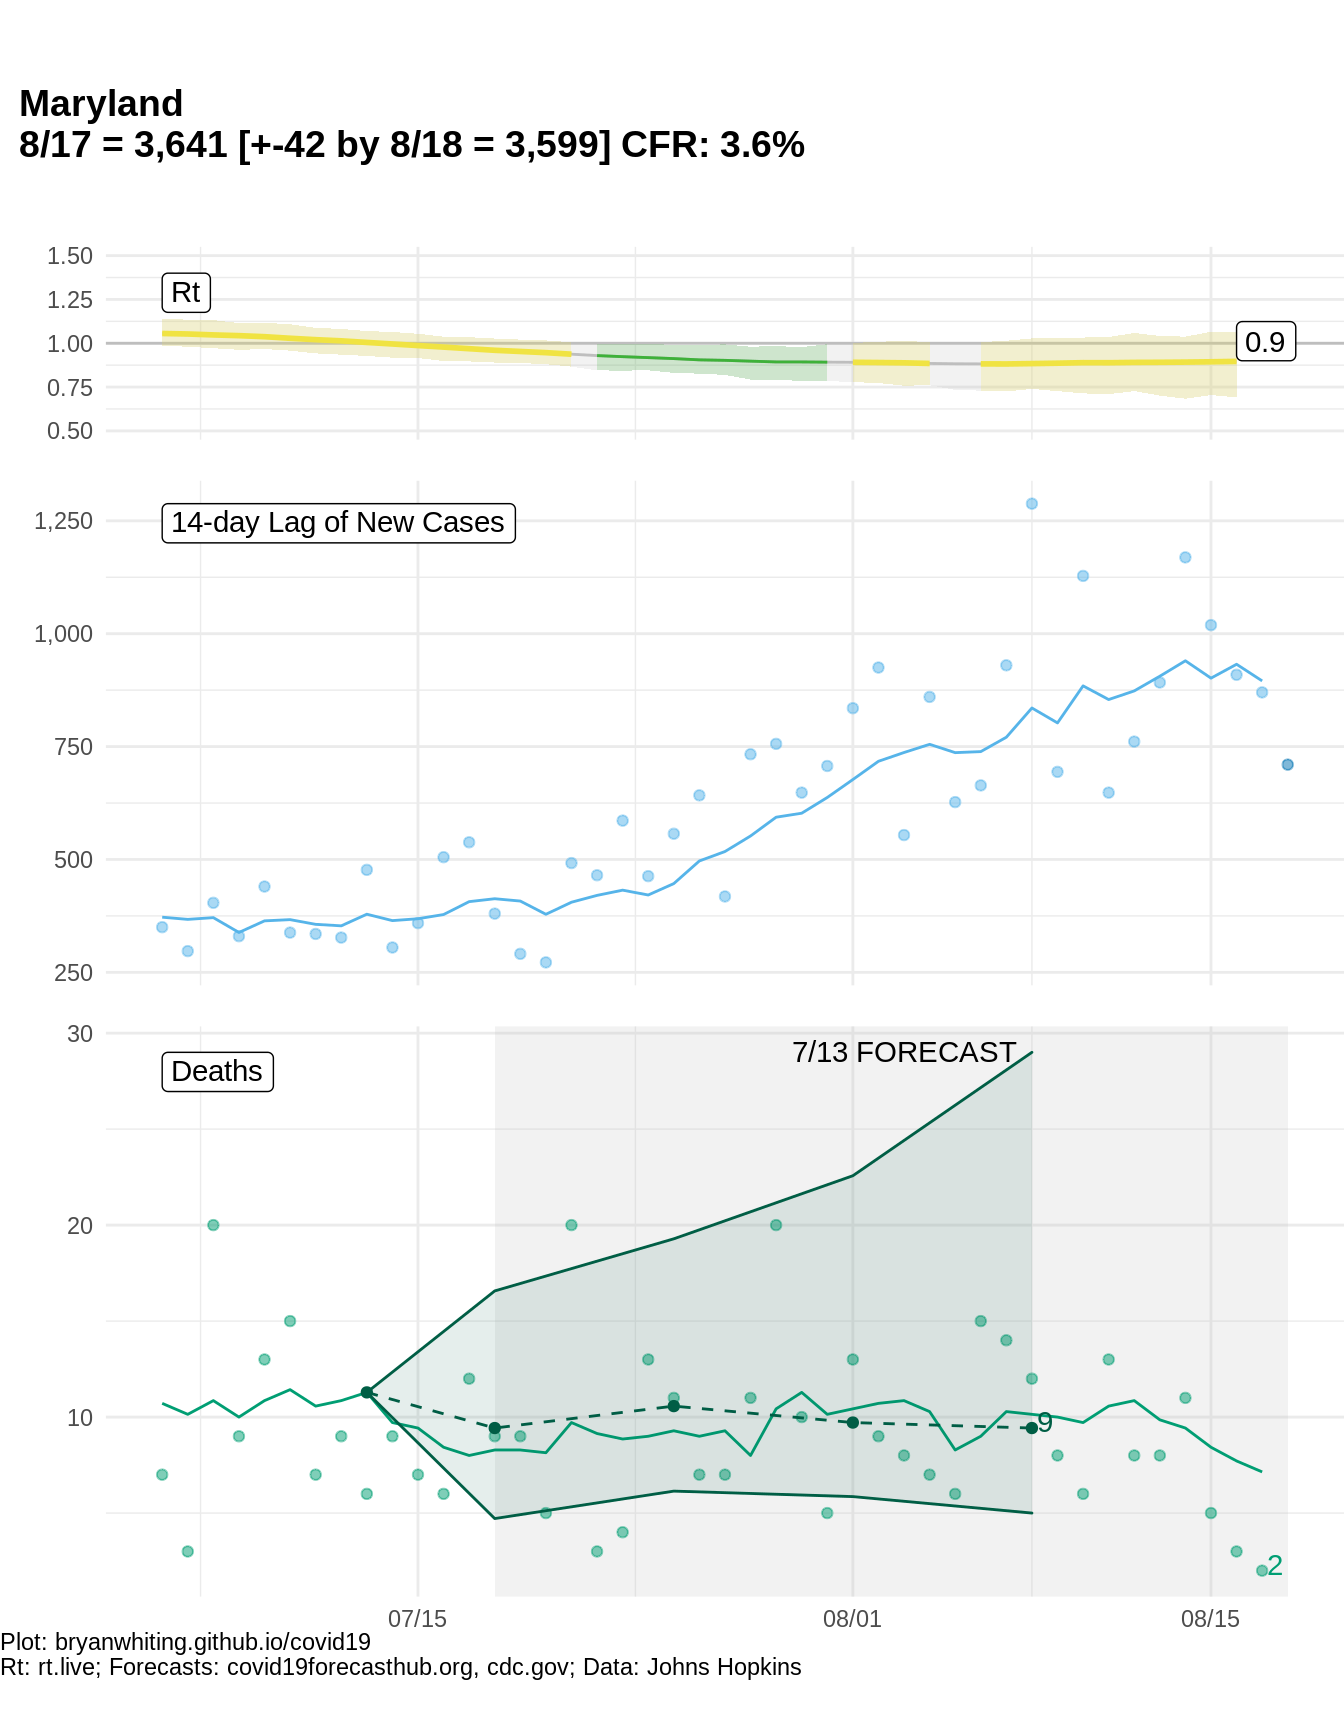 Maryland
8/17 = 3,641 [+-42 by 8/18 = 3,599] CFR: 3.6%
1.50
1.25
1.00
0.75
0.50
Rt
0.9
1,250
1,000
750
500
250
14-day Lag of New Cases
30
20
10
Deaths
7/13 FORECAST
9
2
07/15
08/01
08/15
Plot: bryanwhiting.github.io/covid19
Rt: rt.live; Forecasts: covid19forecasthub.org, cdc.gov; Data: Johns Hopkins